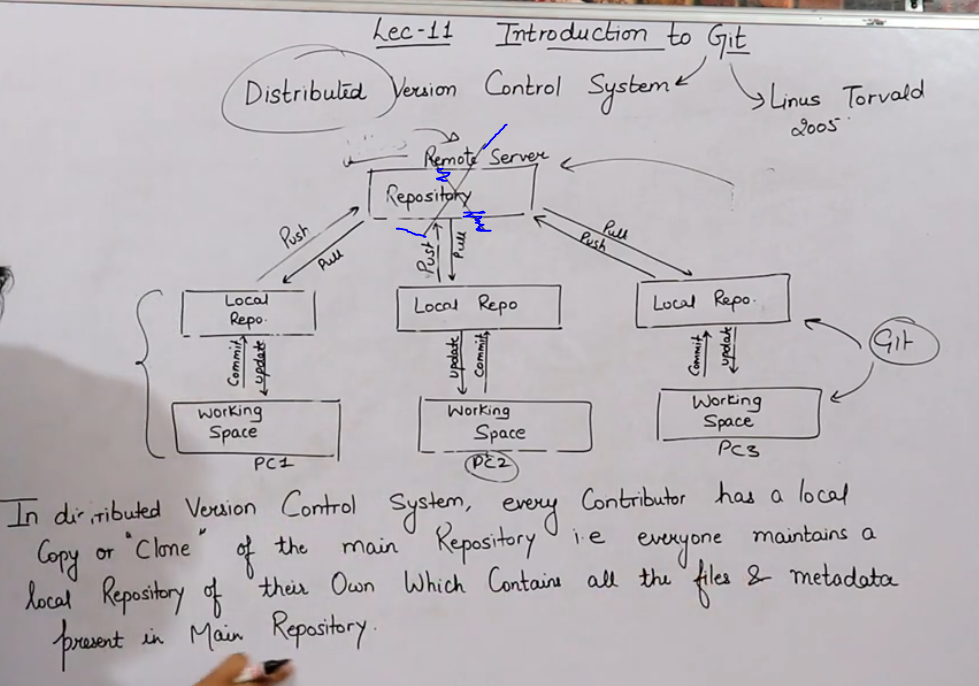 Lec-11 Introduction to Git
Distributed Version Control System
Linus Torvald
2005
Remote Server
Repository
Push
Pull
Push
Pull
Pull
Push
Local
Repo.
Local Repo
Local Repo.
Git
Commit
update
update
Commit
Commit
update
Working
Space
Working
Space
Working
Space
PC1
PC2
PC3
In distributed Version Control System, every Contributor has a local
Copy or "Clone" of the main Repository i.e everyone maintains a
local Repository of their Own Which Contains all the files & metadata
present in Main Repository.